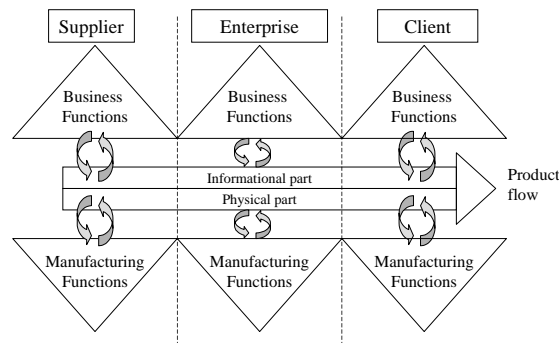 Supplier
Enterprise
Client
Business
Functions
Business
Functions
Business
Functions
Informational part
Physical part
Product
flow
Manufacturing
Functions
Manufacturing
Functions
Manufacturing
Functions